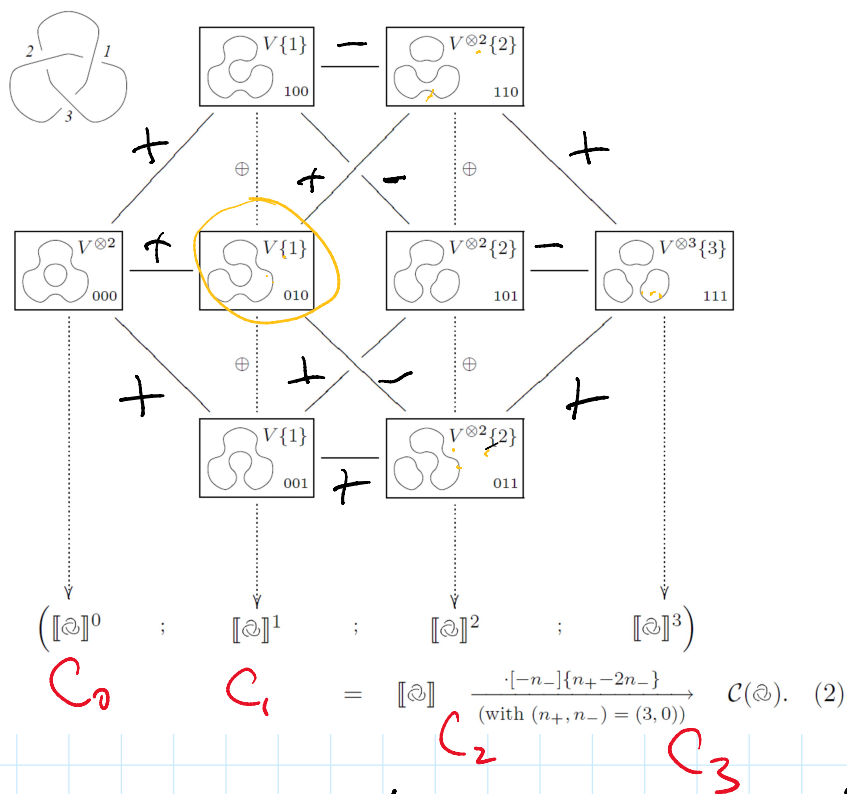 2 1
3
V{1} − V^{⊗2}{2}
100 110
+ ⊕ + − ⊕ +
V^{⊗2} + V{1} V^{⊗2}{2} − V^{⊗3}{3}
000 010 101 111
+ ⊕ + − ⊕ +
V{1} V^{⊗2}{2}
001 + 011
(⟦⟧^0 ; ⟦⟧^1 ; ⟦⟧^2 ; ⟦⟧^3)
C_0 C_1
= ⟦⟧ ·[−n_−]{n_+−2n_−} C( ). (2)
(with (n_+, n_−) = (3, 0))
C_2 C_3